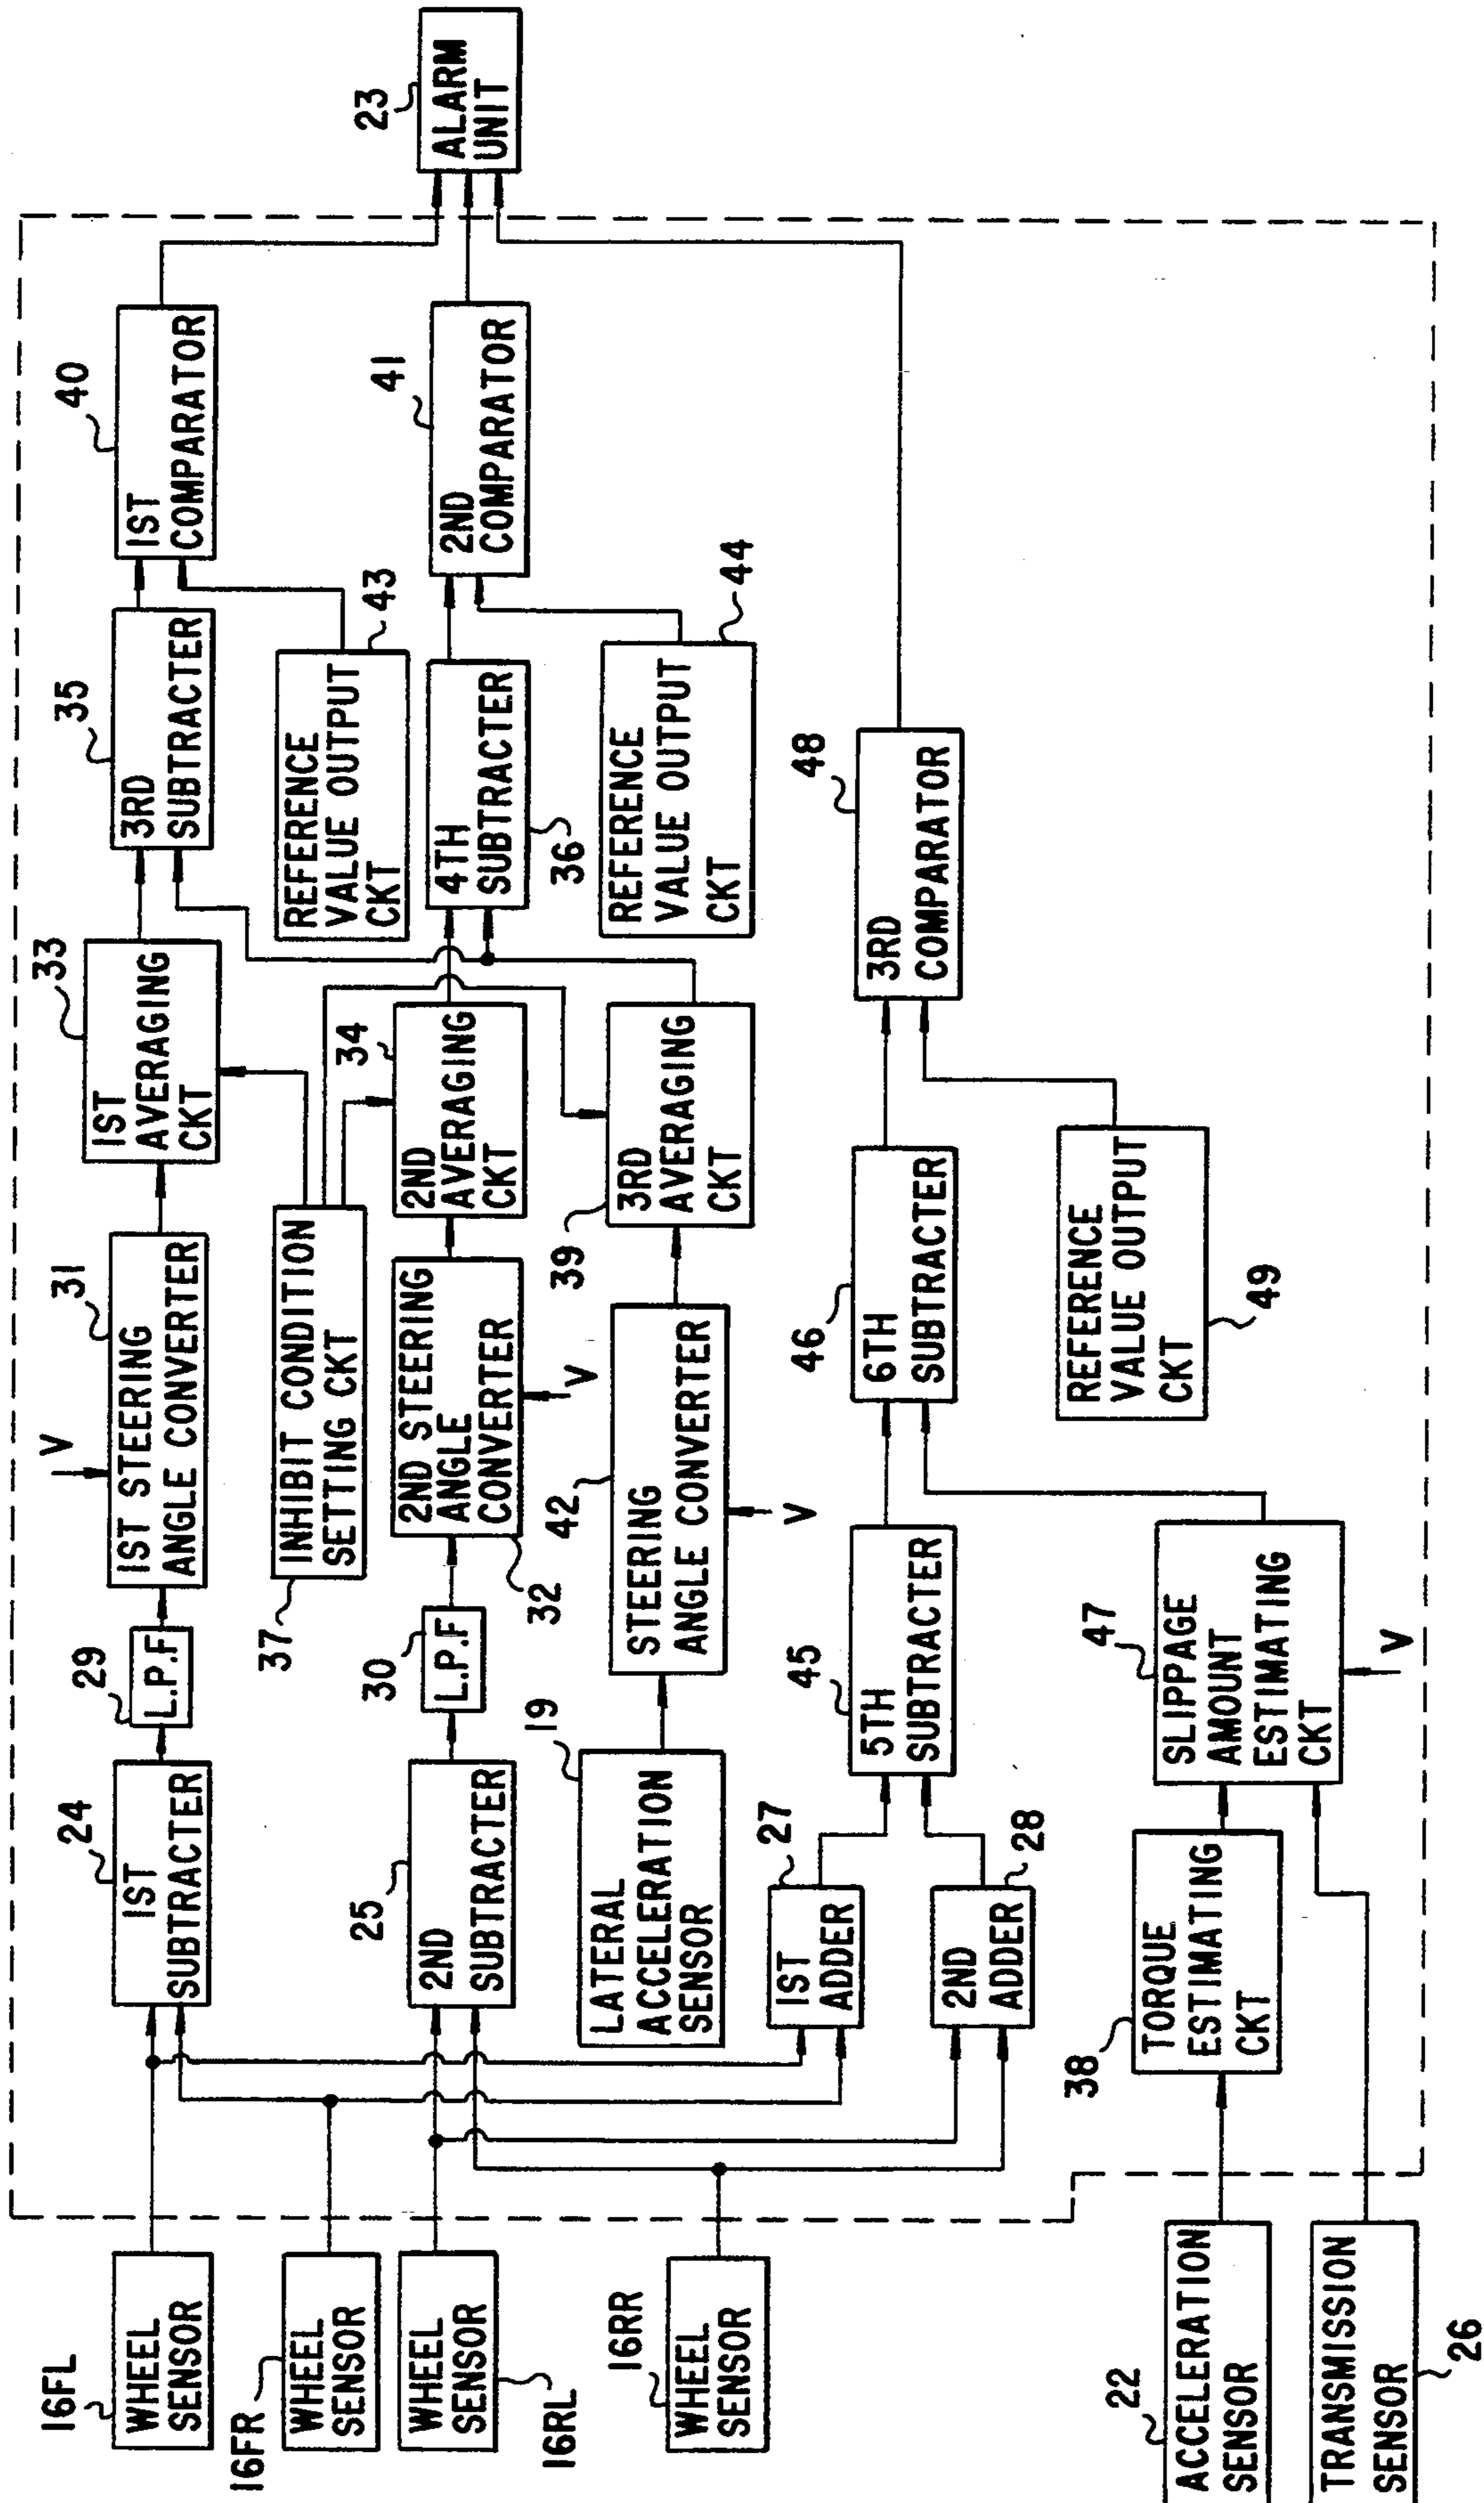 16FL
WHEEL
SENSOR
16FR
WHEEL
SENSOR
WHEEL
SENSOR
16RL
16RR
WHEEL
SENSOR
22
ACCELERATION
SENSOR
TRANSMISSION
SENSOR
26
24
1ST
SUBTRACTER
25
2ND
SUBTRACTER
19
LATERAL
ACCELERATION
SENSOR
27
1ST
ADDER
28
2ND
ADDER
38
TORQUE
ESTIMATING
CKT
29
L.P.F
30
L.P.F
31
V
1ST STEERING
ANGLE CONVERTER
37
INHIBIT CONDITION
SETTING CKT
2ND STEERING
ANGLE
CONVERTER
32
V
42
STEERING
ANGLE CONVERTER
V
45
5TH
SUBTRACTER
47
SLIPPAGE
AMOUNT
ESTIMATING
CKT
V
33
1ST
AVERAGING
CKT
34
2ND
AVERAGING
CKT
39
3RD
AVERAGING
CKT
46
6TH
SUBTRACTER
REFERENCE
VALUE OUTPUT
CKT
49
35
3RD
SUBTRACTER
REFERENCE
VALUE OUTPUT
CKT
43
4TH
SUBTRACTER
36
REFERENCE
VALUE OUTPUT
CKT
44
48
3RD
COMPARATOR
40
1ST
COMPARATOR
41
2ND
COMPARATOR
23
ALARM
UNIT